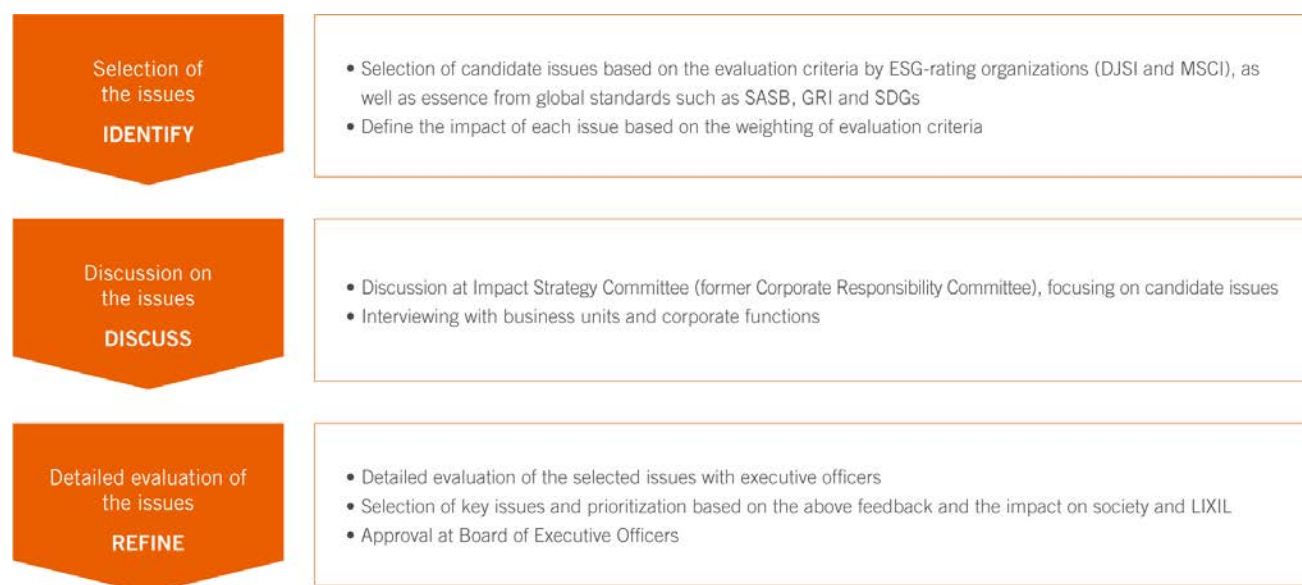 Selection of
the issues
IDENTIFY
• Selection of candidate issues based on the evaluation criteria by ESG-rating organizations (DJSI and MSCI), as
well as essence from global standards such as SASB, GRI and SDGs
• Define the impact of each issue based on the weighting of evaluation criteria
Discussion on
the issues
DISCUSS
• Discussion at Impact Strategy Committee (former Corporate Responsibility Committee), focusing on candidate issues
• Interviewing with business units and corporate functions
Detailed evaluation of
the issues
REFINE
• Detailed evaluation of the selected issues with executive officers
• Selection of key issues and prioritization based on the above feedback and the impact on society and LIXIL
• Approval at Board of Executive Officers